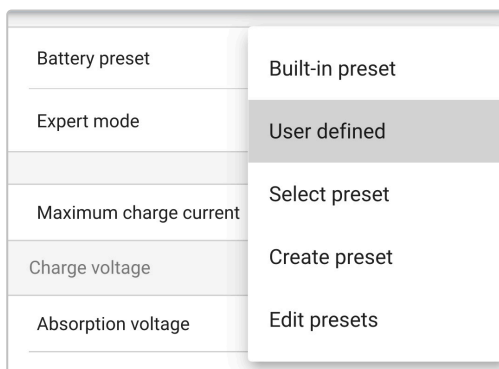 Battery preset
Built-in preset
Expert mode
User defined
Select preset
Maximum charge current
Create preset
Charge voltage
Absorption voltage
Edit presets